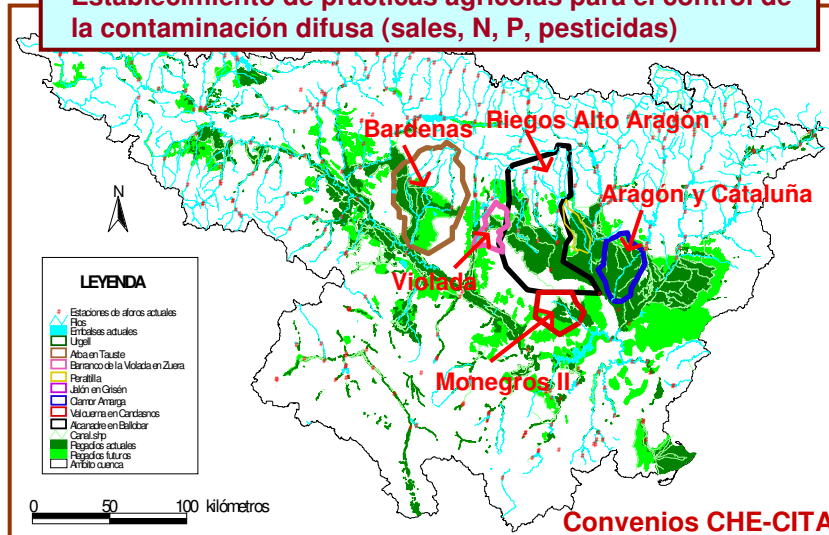 Establecimiento de prácticas agrícolas para el control de
la contaminación difusa (sales, N, P, pesticidas)
Bardenas
Riegos Alto Aragón
Aragón y Cataluña
N
Violada
Monegros II
LEYENDA
Estaciones de aforos actuales
Ríos
Embalses actuales
Urgell
Arba en Tauste
Barranco de la Violada en Zuera
Peraltilla
Jalón en Grisén
Clamor Amarga
Valcuerna en Candasnos
Alcanadre en Ballobar
Canal.shp
Regadíos actuales
Regadíos futuros
Ámbito cuenca
0 50 100 kilómetros
Convenios CHE-CITA